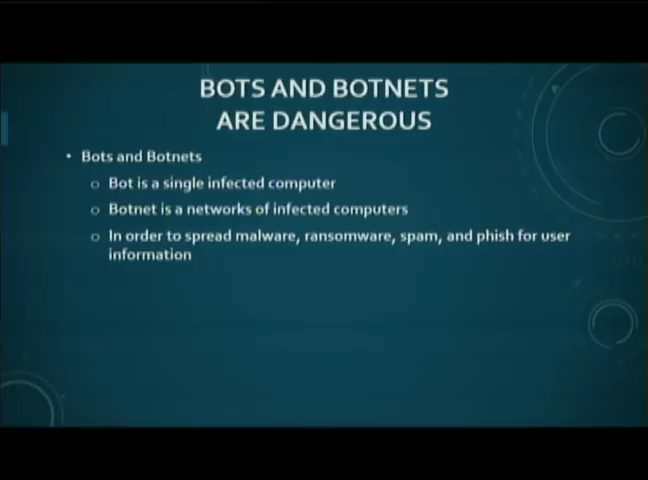 BOTS AND BOTNETS
ARE DANGEROUS
• Bots and Botnets
o Bot is a single infected computer
o Botnet is a networks of infected computers
o In order to spread malware, ransomware, spam, and phish for user
information